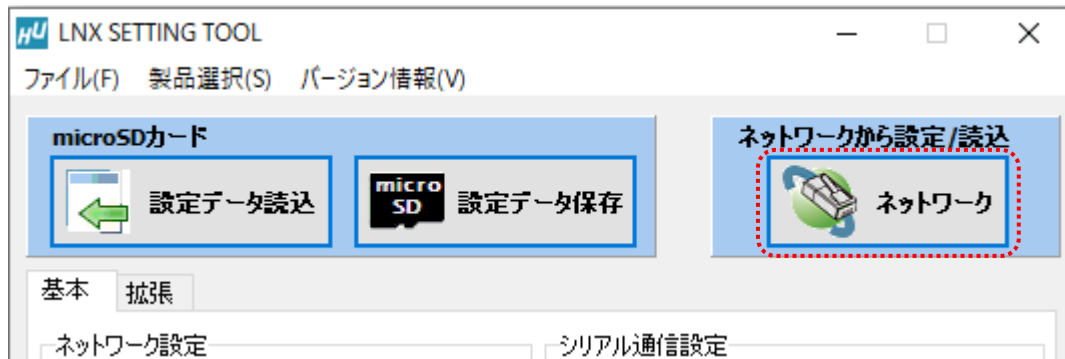 HU LNX SETTING TOOL
ファイル(F) 製品選択(S) バージョン情報(V)
microSDカード
設定データ読込
micro
SD
設定データ保存
ネットワークから設定/読込
ネットワーク
基本 拡張
ネットワーク設定
シリアル通信設定